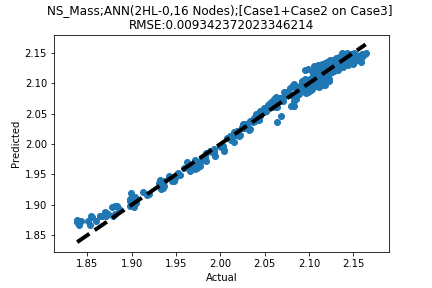 NS_Mass;ANN(2HL-0,16 Nodes);[Case1+Case2 on Case3]
RMSE:0.009342372023346214
2.15
2.10
2.05
2.00
1.95
1.90
1.85
Predicted
1.85 1.90 1.95 2.00 2.05 2.10 2.15
Actual